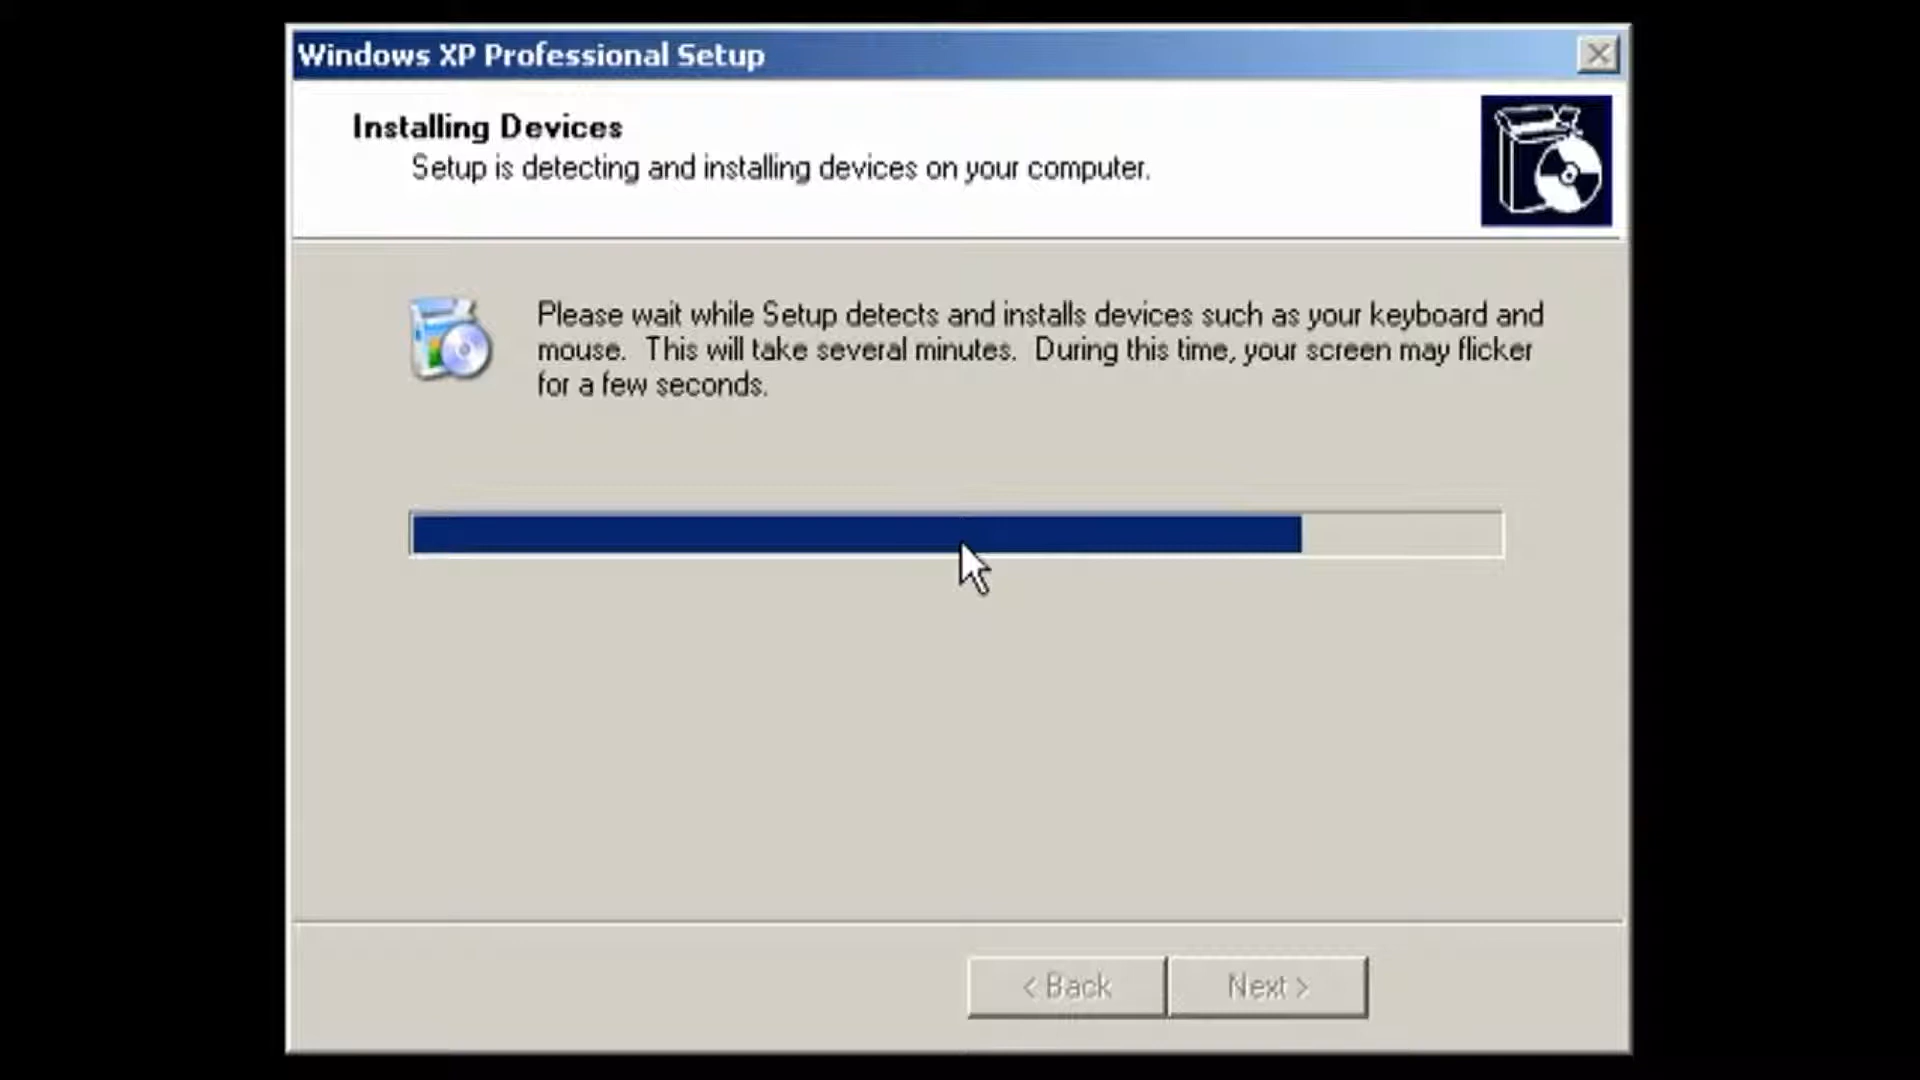 Windows XP Professional Setup
Installing Devices
Setup is detecting and installing devices on your computer.
Please wait while Setup detects and installs devices such as your keyboard and
mouse.  This will take several minutes.  During this time, your screen may flicker
for a few seconds.
< Back
Next >